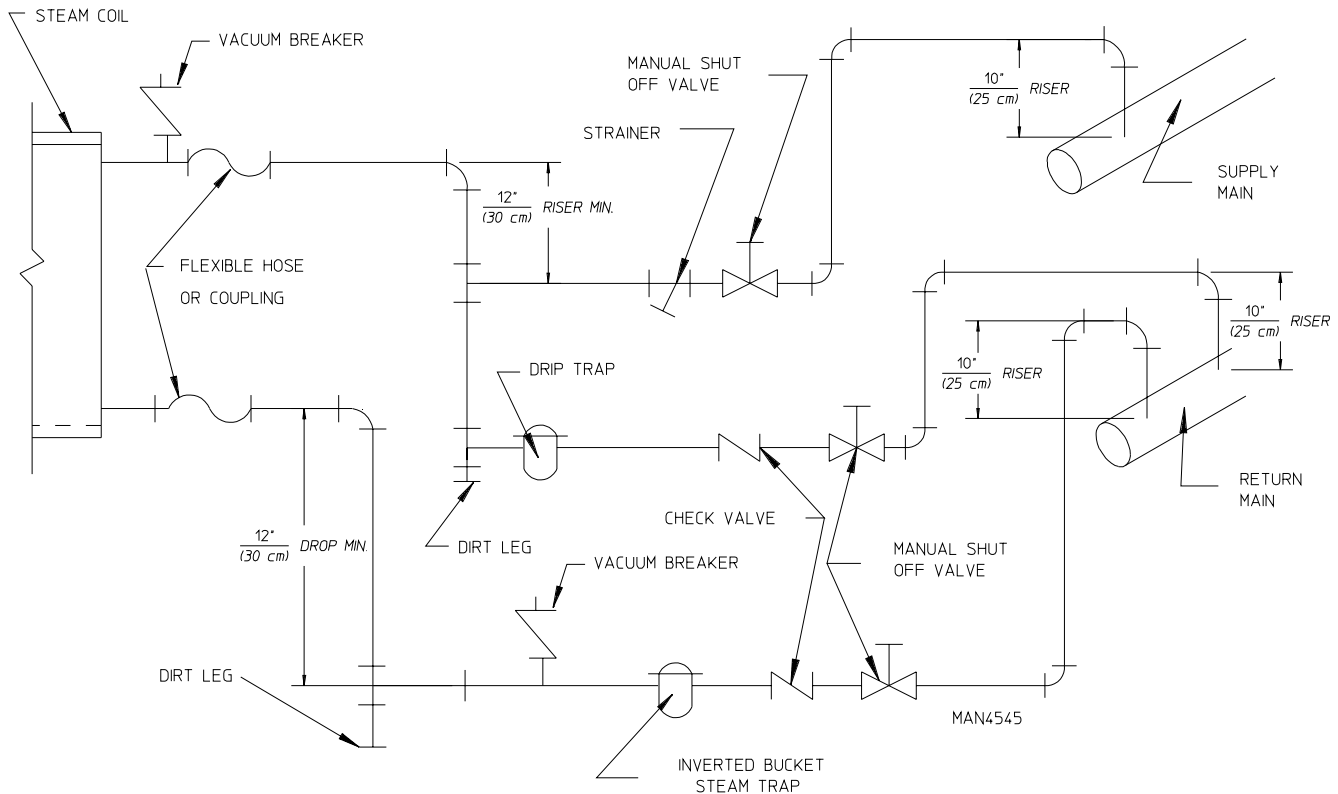 STEAM COIL
VACUUM BREAKER
MANUAL SHUT
OFF VALVE
10"
(25 cm) RISER
STRAINER
SUPPLY
MAIN
12"
(30 cm) RISER MIN.
FLEXIBLE HOSE
OR COUPLING
10"
(25 cm) RISER
10"
(25 cm) RISER
DRIP TRAP
RETURN
MAIN
CHECK VALVE
12"
(30 cm) DROP MIN.
DIRT LEG
MANUAL SHUT
OFF VALVE
VACUUM BREAKER
DIRT LEG
MAN4545
INVERTED BUCKET
STEAM TRAP